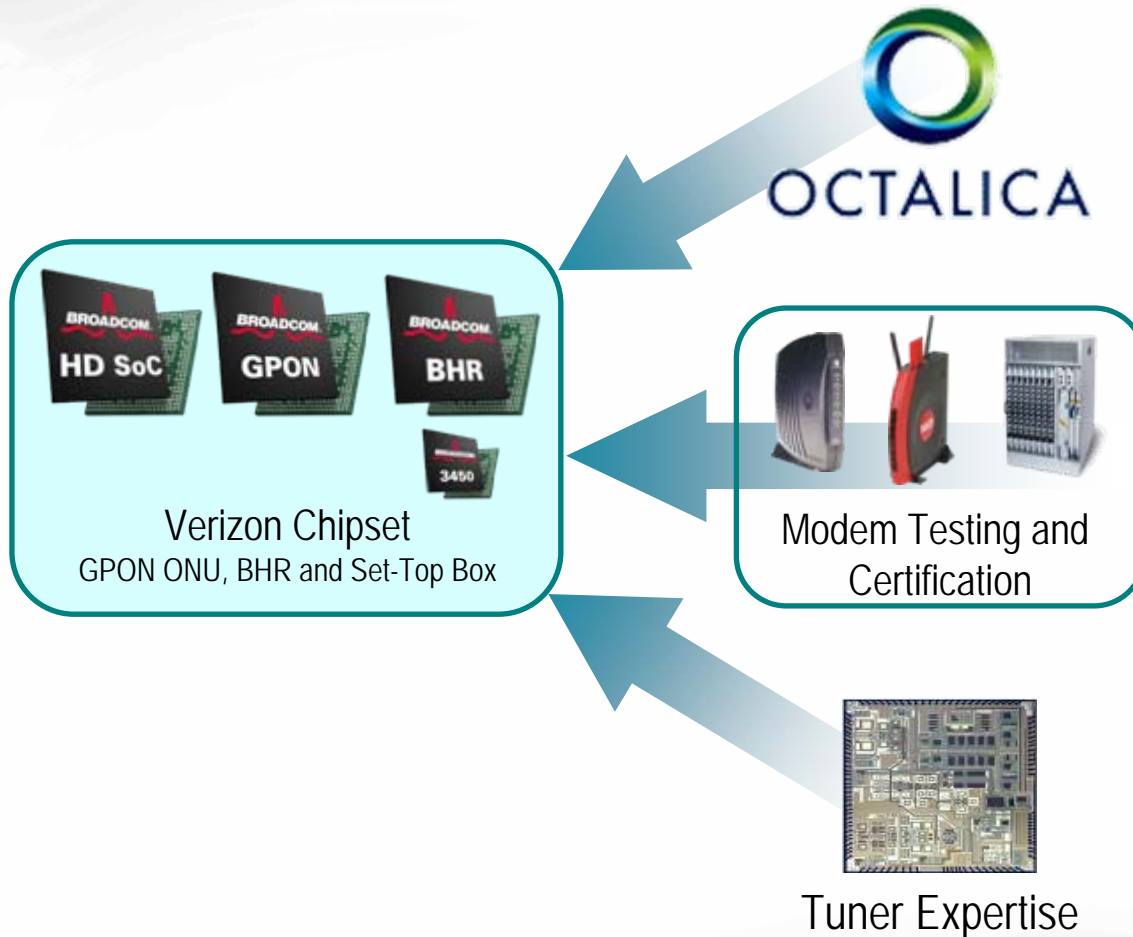 OCTALICA
BROADCOM.
HD SoC
BROADCOM.
GPON
BROADCOM.
BHR
3450
Verizon Chipset
GPON ONU, BHR and Set-Top Box
Modem Testing and
Certification
Tuner Expertise